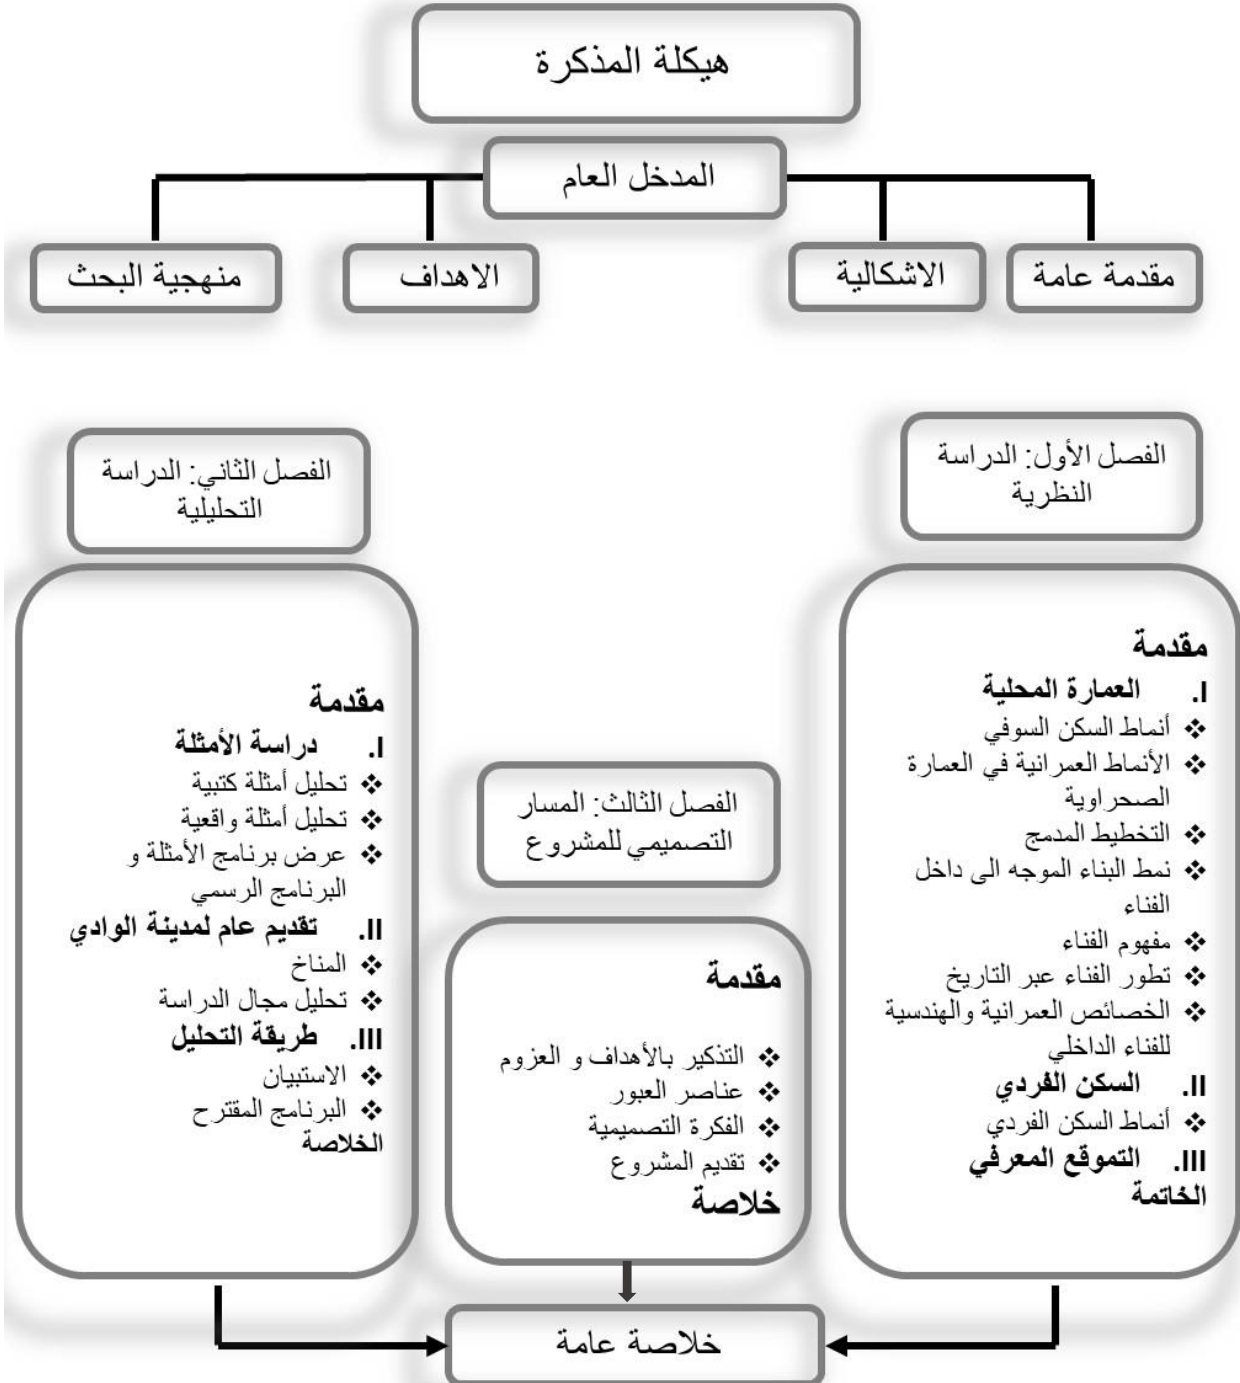 هيكلة المذكرة
المدخل العام
مقدمة عامة
الاشكالية
الاهداف
منهجية البحث
الفصل الأول: الدراسة
النظرية
مقدمة
I. العمارة المحلية
❖ أنماط السكن السوفي
❖ الأنماط العمرانية في العمارة
الصحراوية
❖ التخطيط المدمج
❖ نمط البناء الموجه الى داخل
الفناء
❖ مفهوم الفناء
❖ تطور الفناء عبر التاريخ
❖ الخصائص العمرانية والهندسية
للفناء الداخلي
II. السكن الفردي
❖ أنماط السكن الفردي
III. التموقع المعرفي
الخاتمة
الفصل الثاني: الدراسة
التحليلية
مقدمة
I. دراسة الأمثلة
❖ تحليل أمثلة كتبية
❖ تحليل أمثلة واقعية
❖ عرض برنامج الأمثلة و
البرنامج الرسمي
II. تقديم عام لمدينة الوادي
❖ المناخ
❖ تحليل مجال الدراسة
III. طريقة التحليل
❖ الاستبيان
❖ البرنامج المقترح
الخلاصة
الفصل الثالث: المسار
التصميمي للمشروع
مقدمة
❖ التذكير بالأهداف و العزوم
❖ عناصر العبور
❖ الفكرة التصميمية
❖ تقديم المشروع
خلاصة
خلاصة عامة